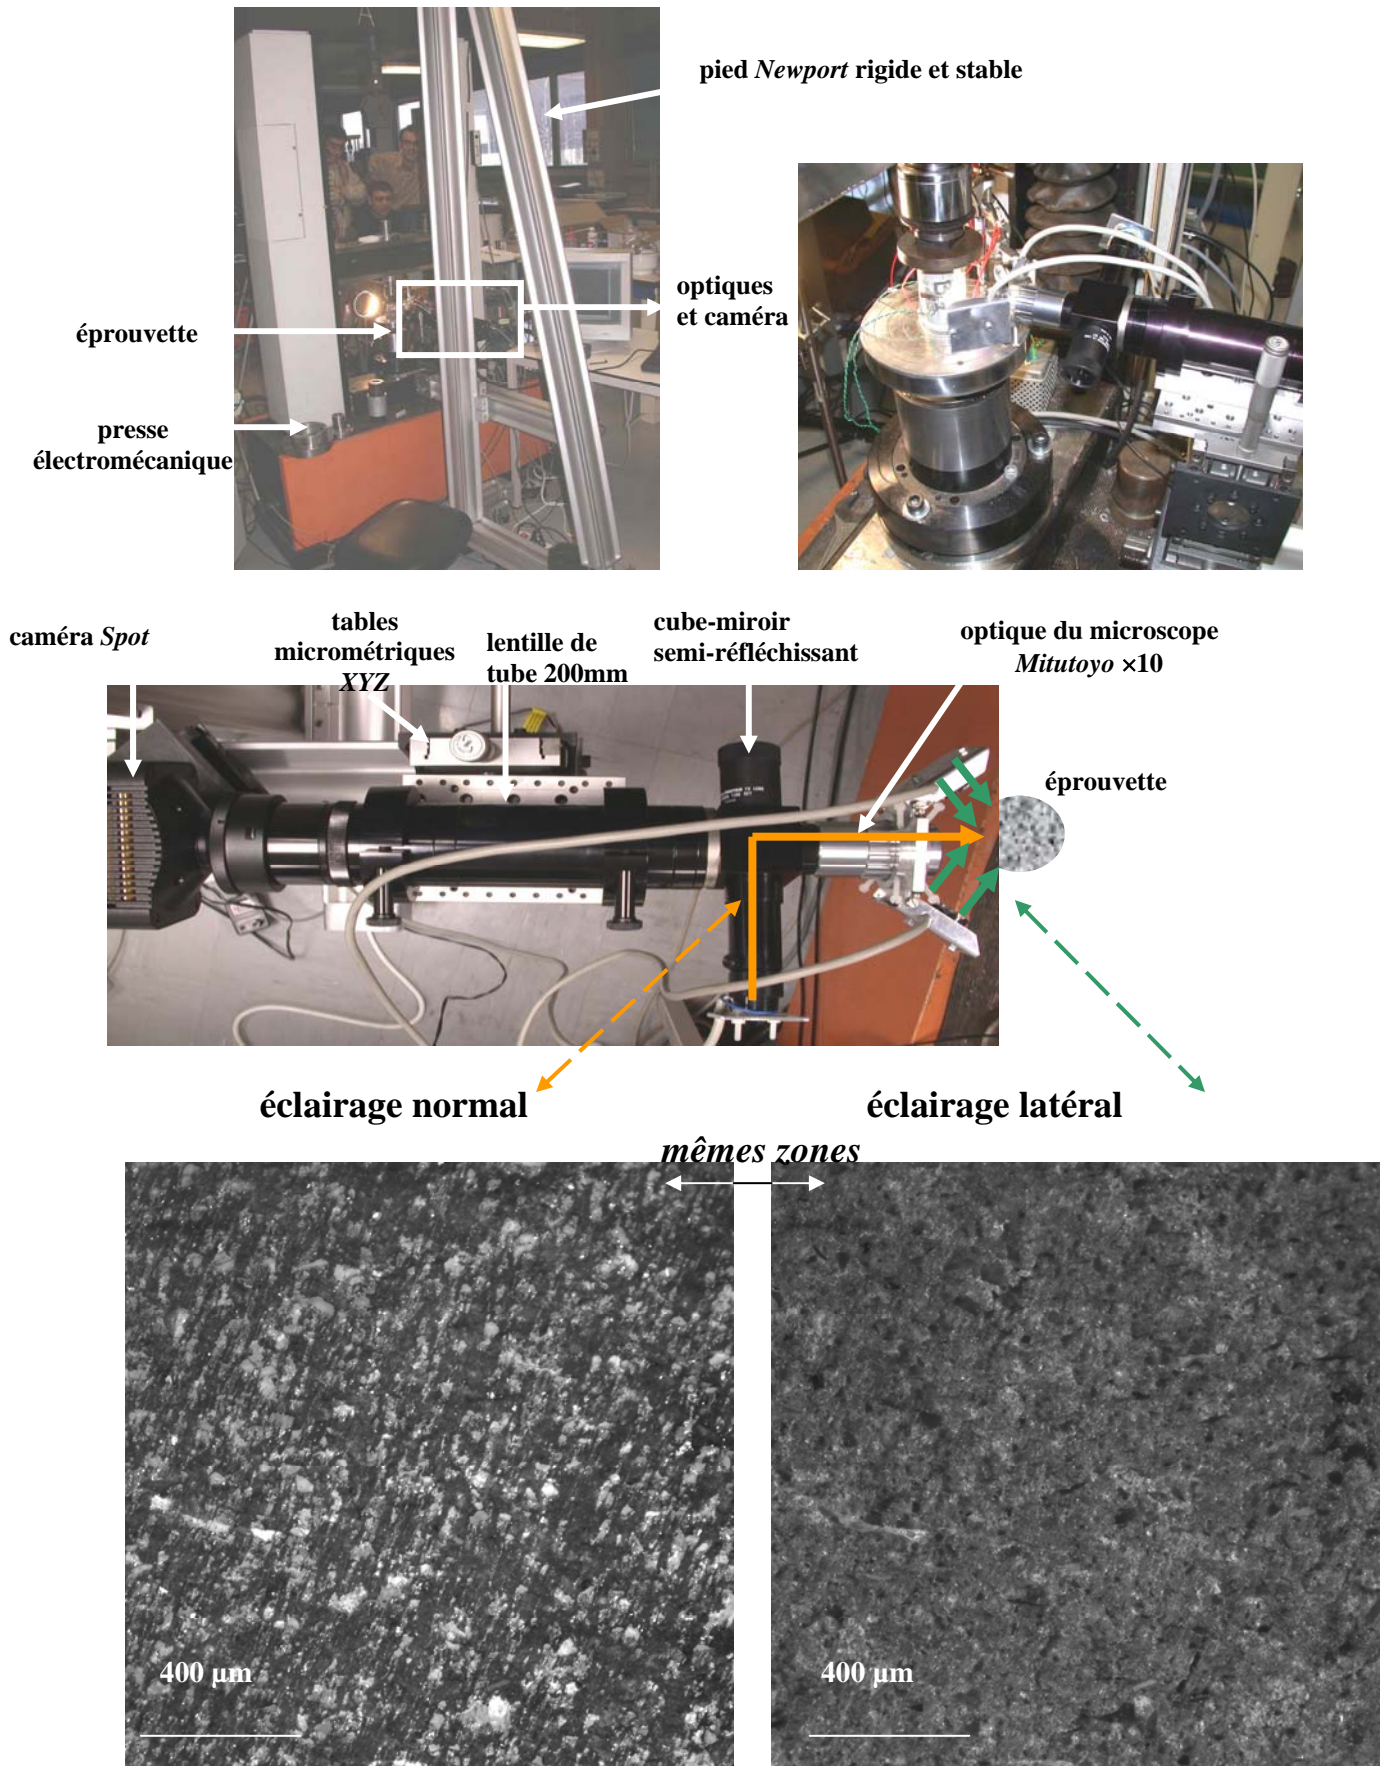 pied Newport rigide et stable
optiques
et caméra
éprouvette
presse
électromécanique
caméra Spot
tables
micrométriques
XYZ
lentille de
tube 200mm
cube-miroir
semi-réfléchissant
optique du microscope
Mitutoyo ×10
éprouvette
éclairage normal
éclairage latéral
mêmes zones
400 µm
400 µm